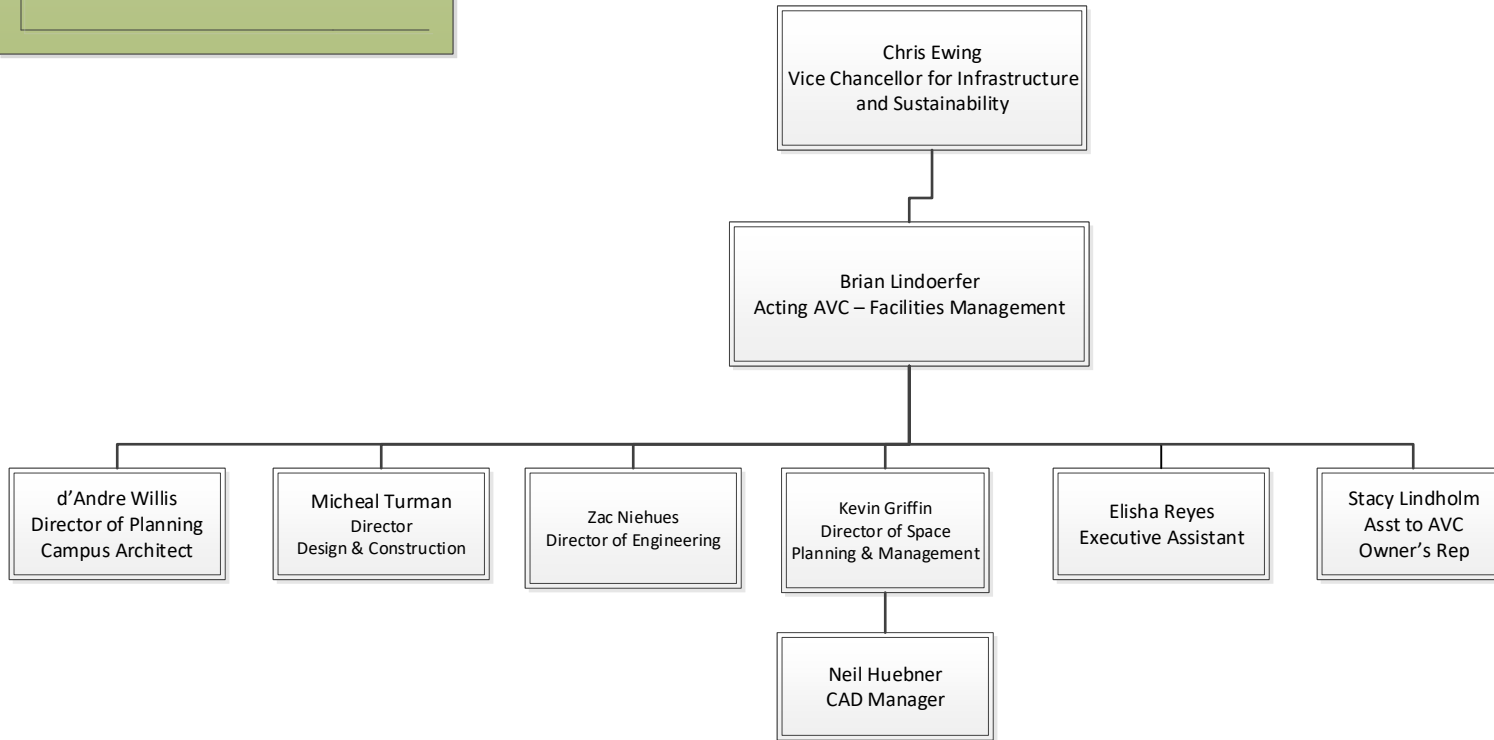 Chris Ewing
Vice Chancellor for Infrastructure
and Sustainability
Brian Lindoerfer
Acting AVC – Facilities Management
d’Andre Willis
Director of Planning
Campus Architect
Micheal Turman
Director
Design & Construction
Zac Niehues
Director of Engineering
Kevin Griffin
Director of Space
Planning & Management
Elisha Reyes
Executive Assistant
Stacy Lindholm
Asst to AVC
Owner’s Rep
Neil Huebner
CAD Manager